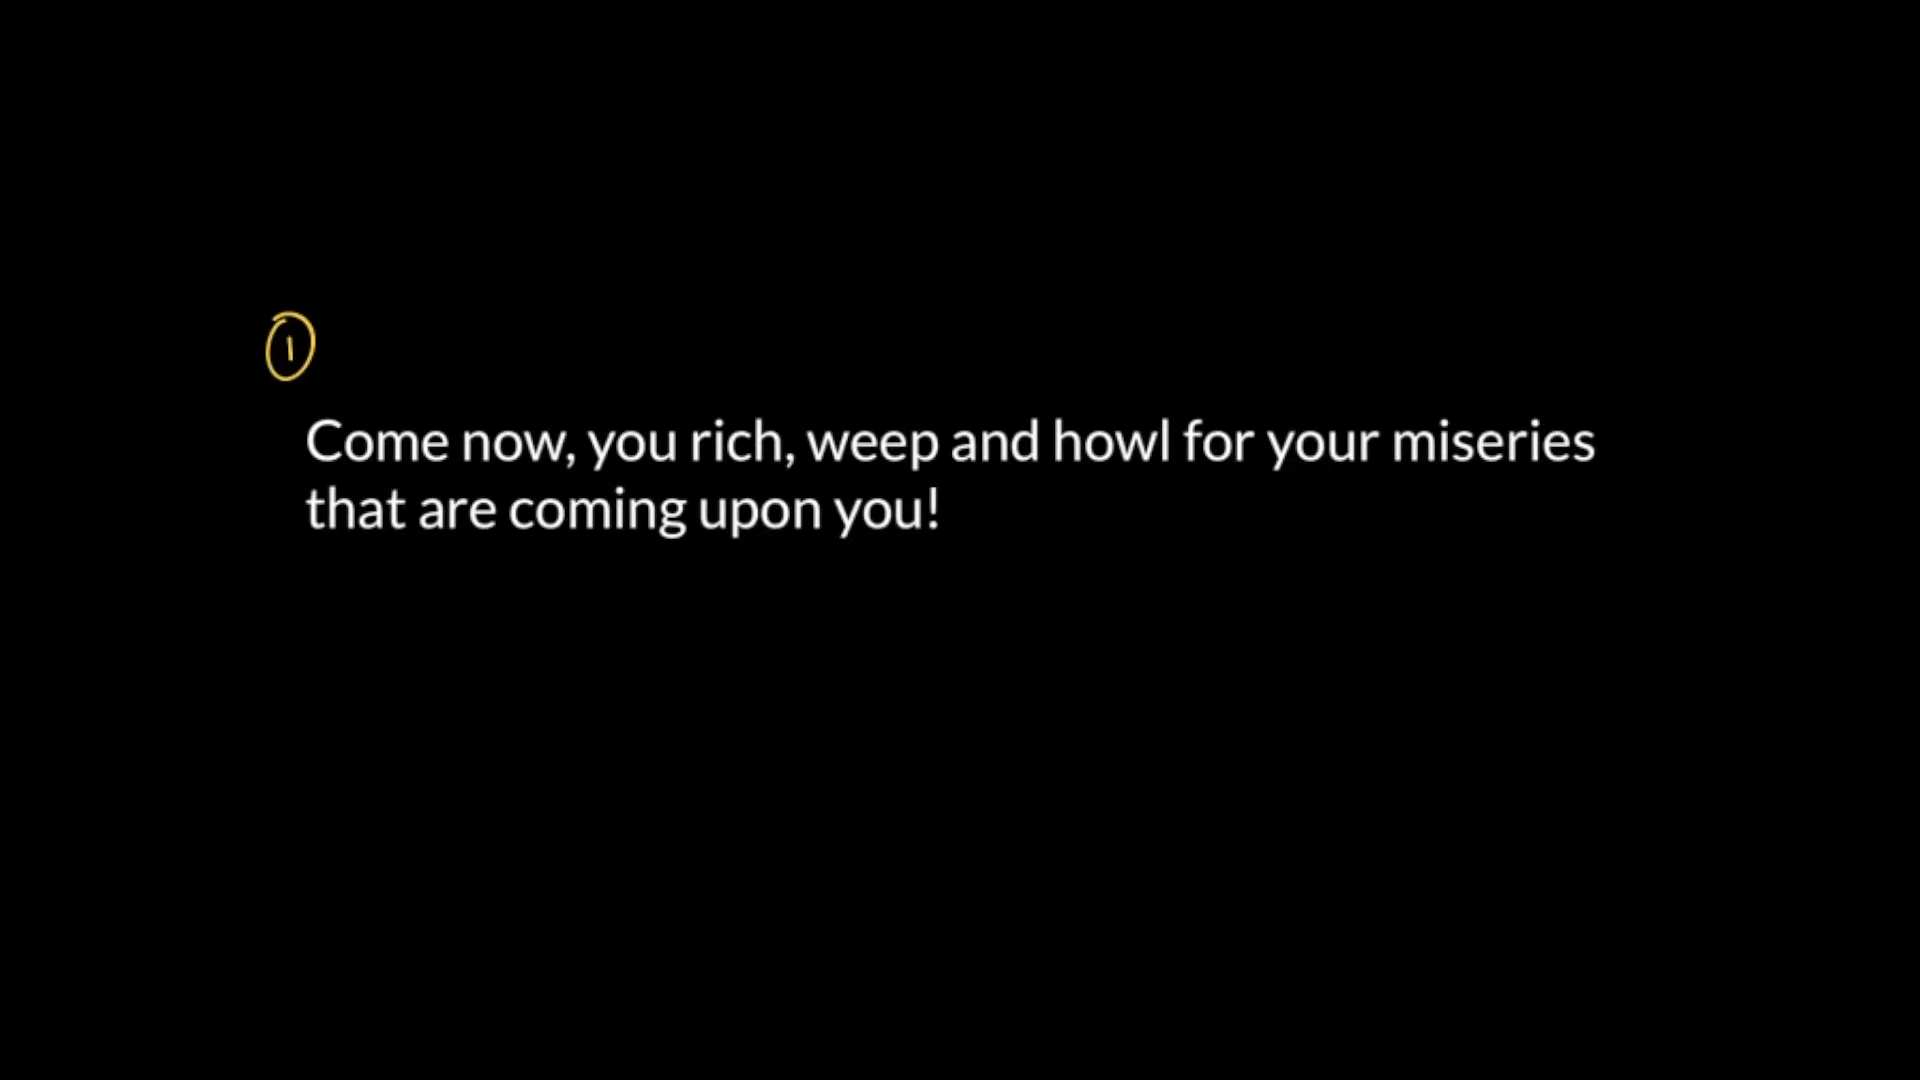 1
Come now, you rich, weep and howl for your miseries
that are coming upon you!